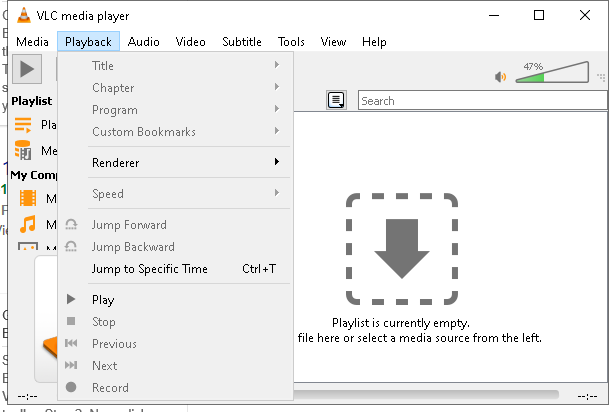 VLC media player
Media Playback Audio Video Subtitle Tools View Help
47%
Title
Chapter
Program
Custom Bookmarks
Renderer
Speed
Jump Forward
Jump Backward
Jump to Specific Time Ctrl+T
Play
Stop
Previous
Next
Record
Playlist
Pla
Me
My Comp
M
M
Search
Playlist is currently empty.
file here or select a media source from the left.
--:-- --:--